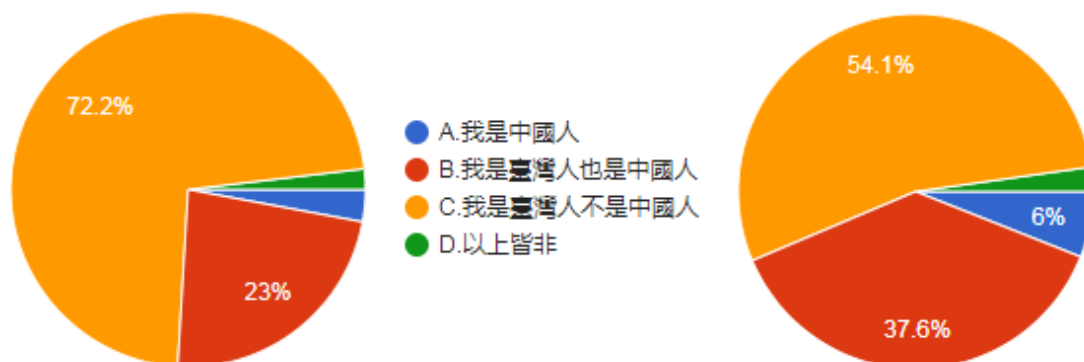 72.2%
23%
A.我是中國人
B.我是臺灣人也是中國人
C.我是臺灣人不是中國人
D.以上皆非
54.1%
6%
37.6%